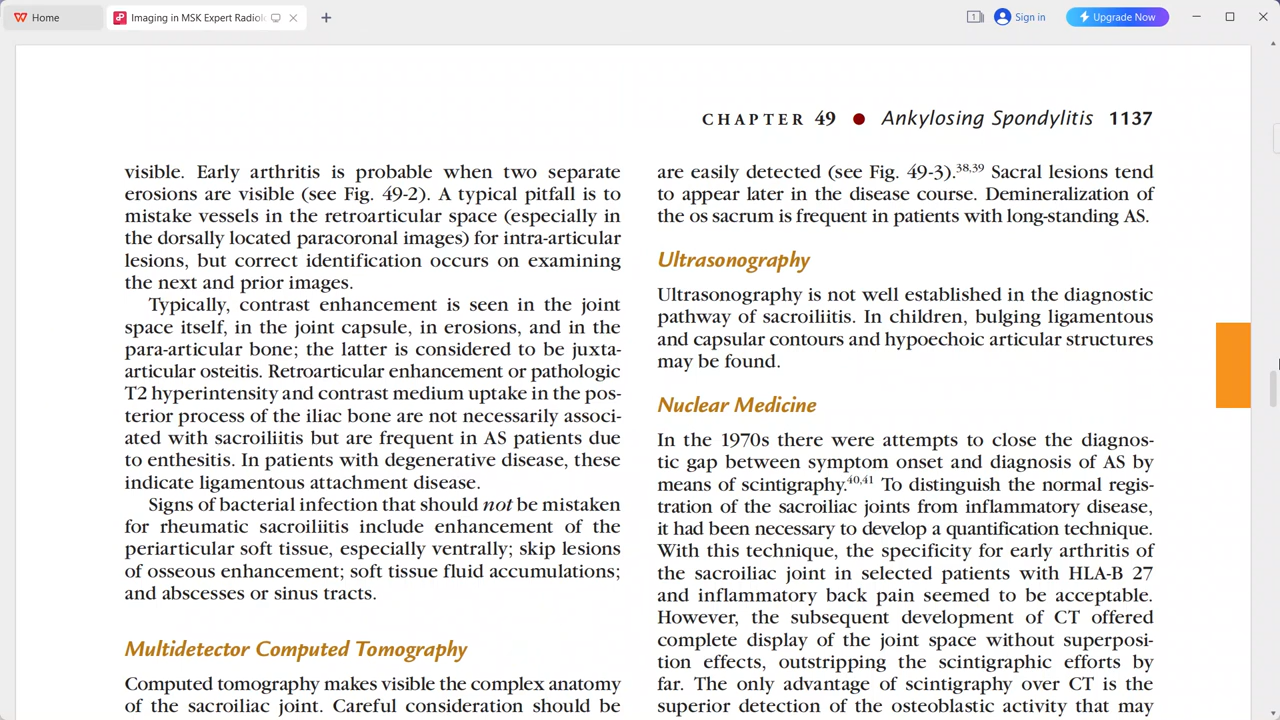 Home
Imaging in MSK Expert Radiol
1
Sign in
Upgrade Now
CHAPTER 49 ● Ankylosing Spondylitis 1137
visible. Early arthritis is probable when two separate
erosions are visible (see Fig. 49-2). A typical pitfall is to
mistake vessels in the retroarticular space (especially in
the dorsally located paracoronal images) for intra-articular
lesions, but correct identification occurs on examining
the next and prior images.
Typically, contrast enhancement is seen in the joint
space itself, in the joint capsule, in erosions, and in the
para-articular bone; the latter is considered to be juxta-
articular osteitis. Retroarticular enhancement or pathologic
T2 hyperintensity and contrast medium uptake in the pos-
terior process of the iliac bone are not necessarily associ-
ated with sacroiliitis but are frequent in AS patients due
to enthesitis. In patients with degenerative disease, these
indicate ligamentous attachment disease.
Signs of bacterial infection that should not be mistaken
for rheumatic sacroiliitis include enhancement of the
periarticular soft tissue, especially ventrally; skip lesions
of osseous enhancement; soft tissue fluid accumulations;
and abscesses or sinus tracts.
Multidetector Computed Tomography
Computed tomography makes visible the complex anatomy
of the sacroiliac joint. Careful consideration should be
are easily detected (see Fig. 49-3).38,39 Sacral lesions tend
to appear later in the disease course. Demineralization of
the os sacrum is frequent in patients with long-standing AS.
Ultrasonography
Ultrasonography is not well established in the diagnostic
pathway of sacroiliitis. In children, bulging ligamentous
and capsular contours and hypoechoic articular structures
may be found.
Nuclear Medicine
In the 1970s there were attempts to close the diagnos-
tic gap between symptom onset and diagnosis of AS by
means of scintigraphy.40,41 To distinguish the normal regis-
tration of the sacroiliac joints from inflammatory disease,
it had been necessary to develop a quantification technique.
With this technique, the specificity for early arthritis of
the sacroiliac joint in selected patients with HLA-B 27
and inflammatory back pain seemed to be acceptable.
However, the subsequent development of CT offered
complete display of the joint space without superposi-
tion effects, outstripping the scintigraphic efforts by
far. The only advantage of scintigraphy over CT is the
superior detection of the osteoblastic activity that may